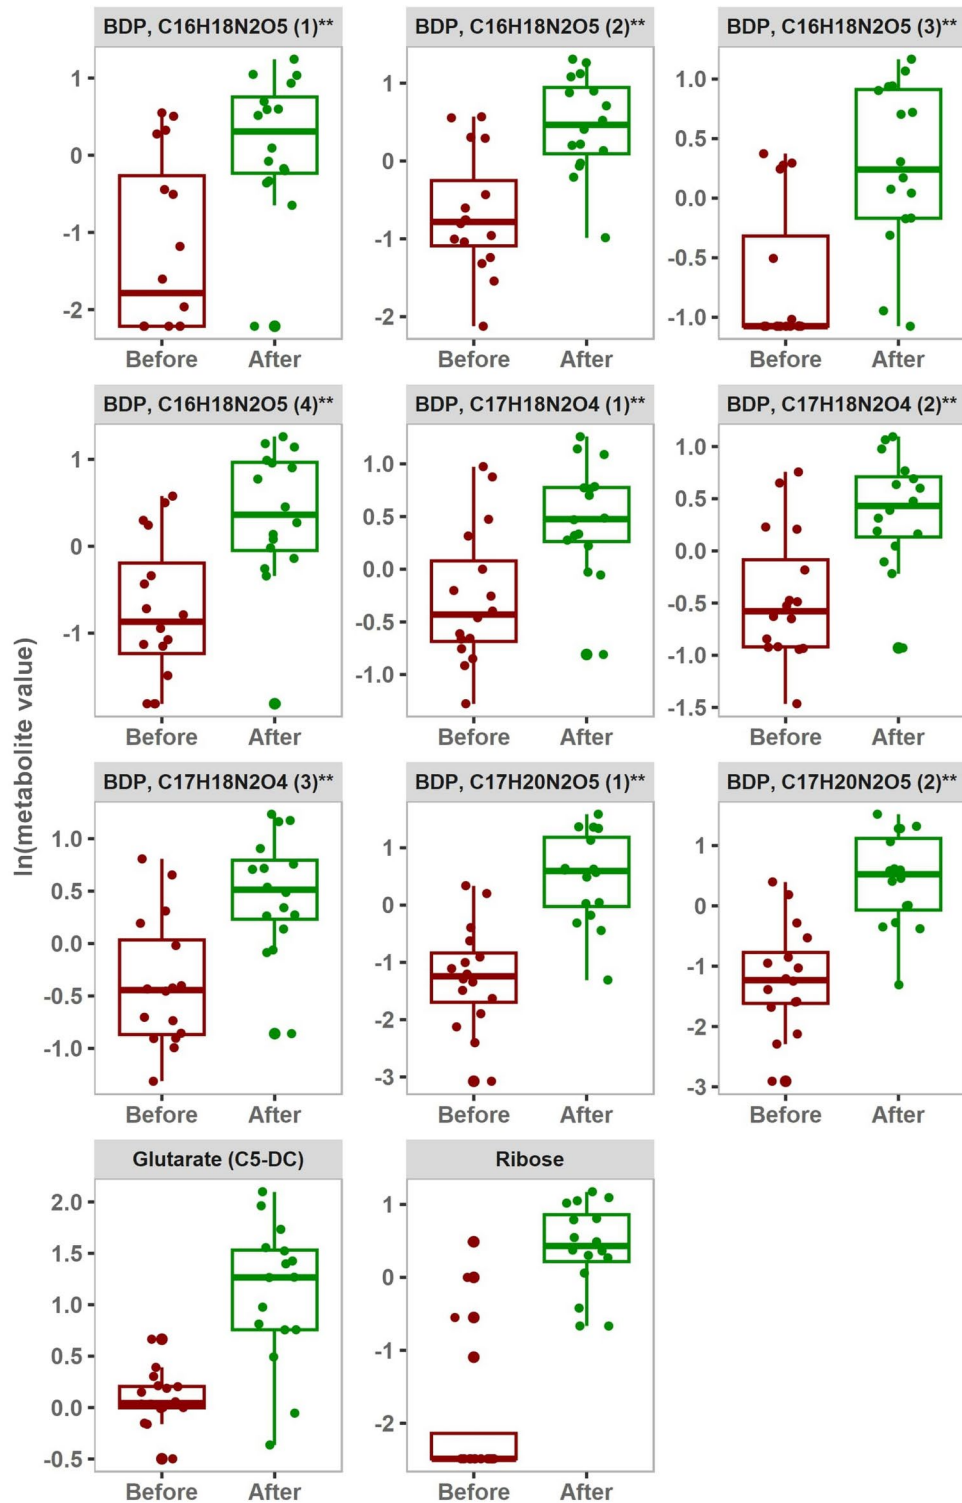 BDP, C16H18N2O5 (1)** BDP, C16H18N2O5 (2)** BDP, C16H18N2O5 (3)**
1 1 1.0
0 0 0.5
-1 -1 0.0
-2 -2 -0.5
-1.0
Before After Before After Before After
BDP, C16H18N2O5 (4)** BDP, C17H18N2O4 (1)** BDP, C17H18N2O4 (2)**
1 1.0 1.0
0 0.5 0.5
-1 0.0 0.0
-0.5 -0.5
-1.0 -1.0
-1.5
Before After Before After Before After
ln(metabolite value)
BDP, C17H18N2O4 (3)** BDP, C17H20N2O5 (1)** BDP, C17H20N2O5 (2)**
1.0 1 1
0.5 0 0
0.0 -1 -1
-0.5 -2 -2
-1.0 -3 -3
Before After Before After Before After
Glutarate (C5-DC) Ribose
2.0 1
1.5 0
1.0 -1
0.5 -2
0.0
-0.5
Before After Before After